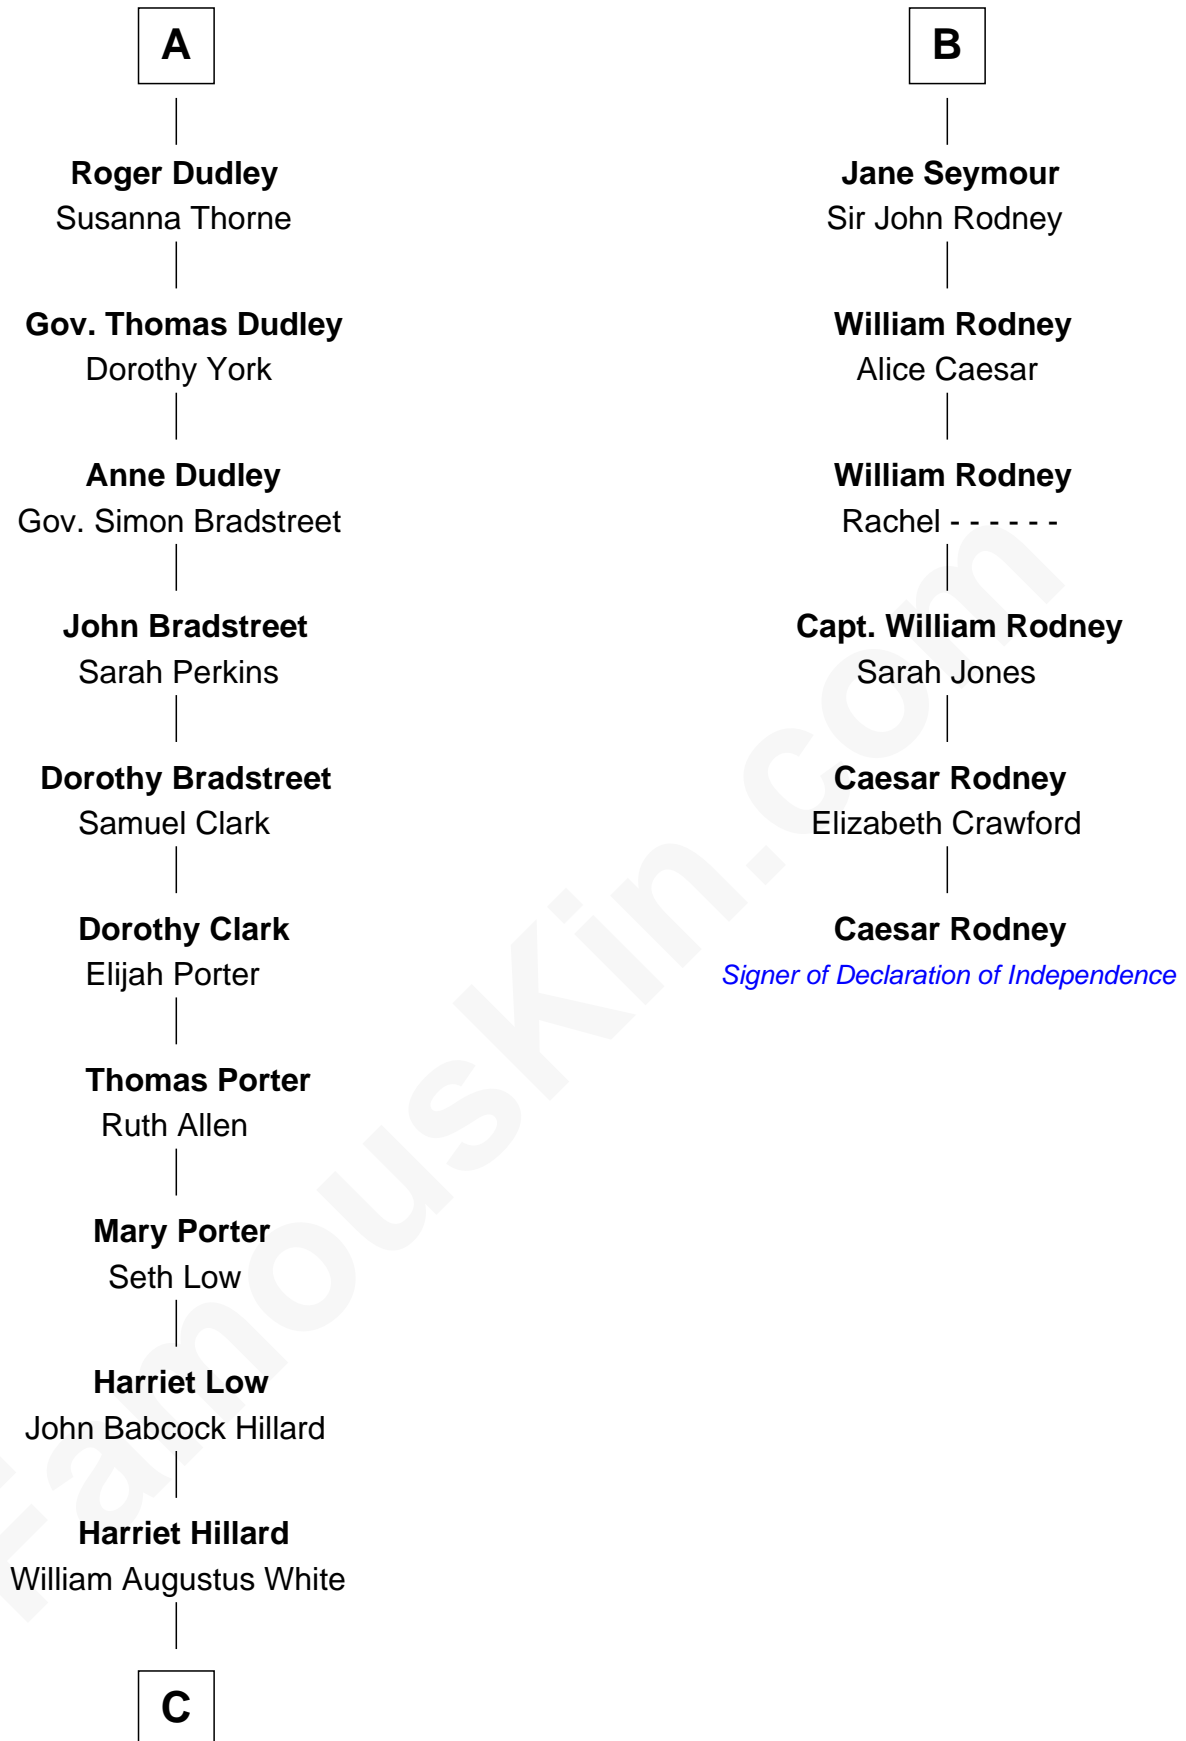 A
Roger Dudley
Susanna Thorne
Gov. Thomas Dudley
Dorothy York
Anne Dudley
Gov. Simon Bradstreet
John Bradstreet
Sarah Perkins
Dorothy Bradstreet
Samuel Clark
Dorothy Clark
Elijah Porter
Thomas Porter
Ruth Allen
Mary Porter
Seth Low
Harriet Low
John Babcock Hillard
Harriet Hillard
William Augustus White
C
B
Jane Seymour
Sir John Rodney
William Rodney
Alice Caesar
William Rodney
Rachel - - - - - -
Capt. William Rodney
Sarah Jones
Caesar Rodney
Elizabeth Crawford
Caesar Rodney
Signer of Declaration of Independence
FamousKin.com